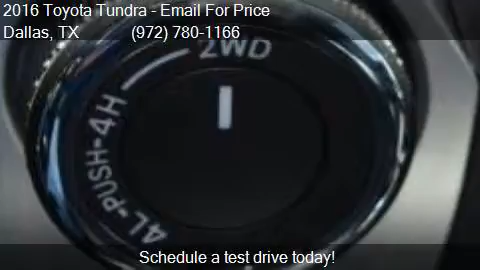 2016 Toyota Tundra - Email For Price
Dallas, TX (972) 780-1166
2WD
4L-PUSH-4H
Schedule a test drive today!